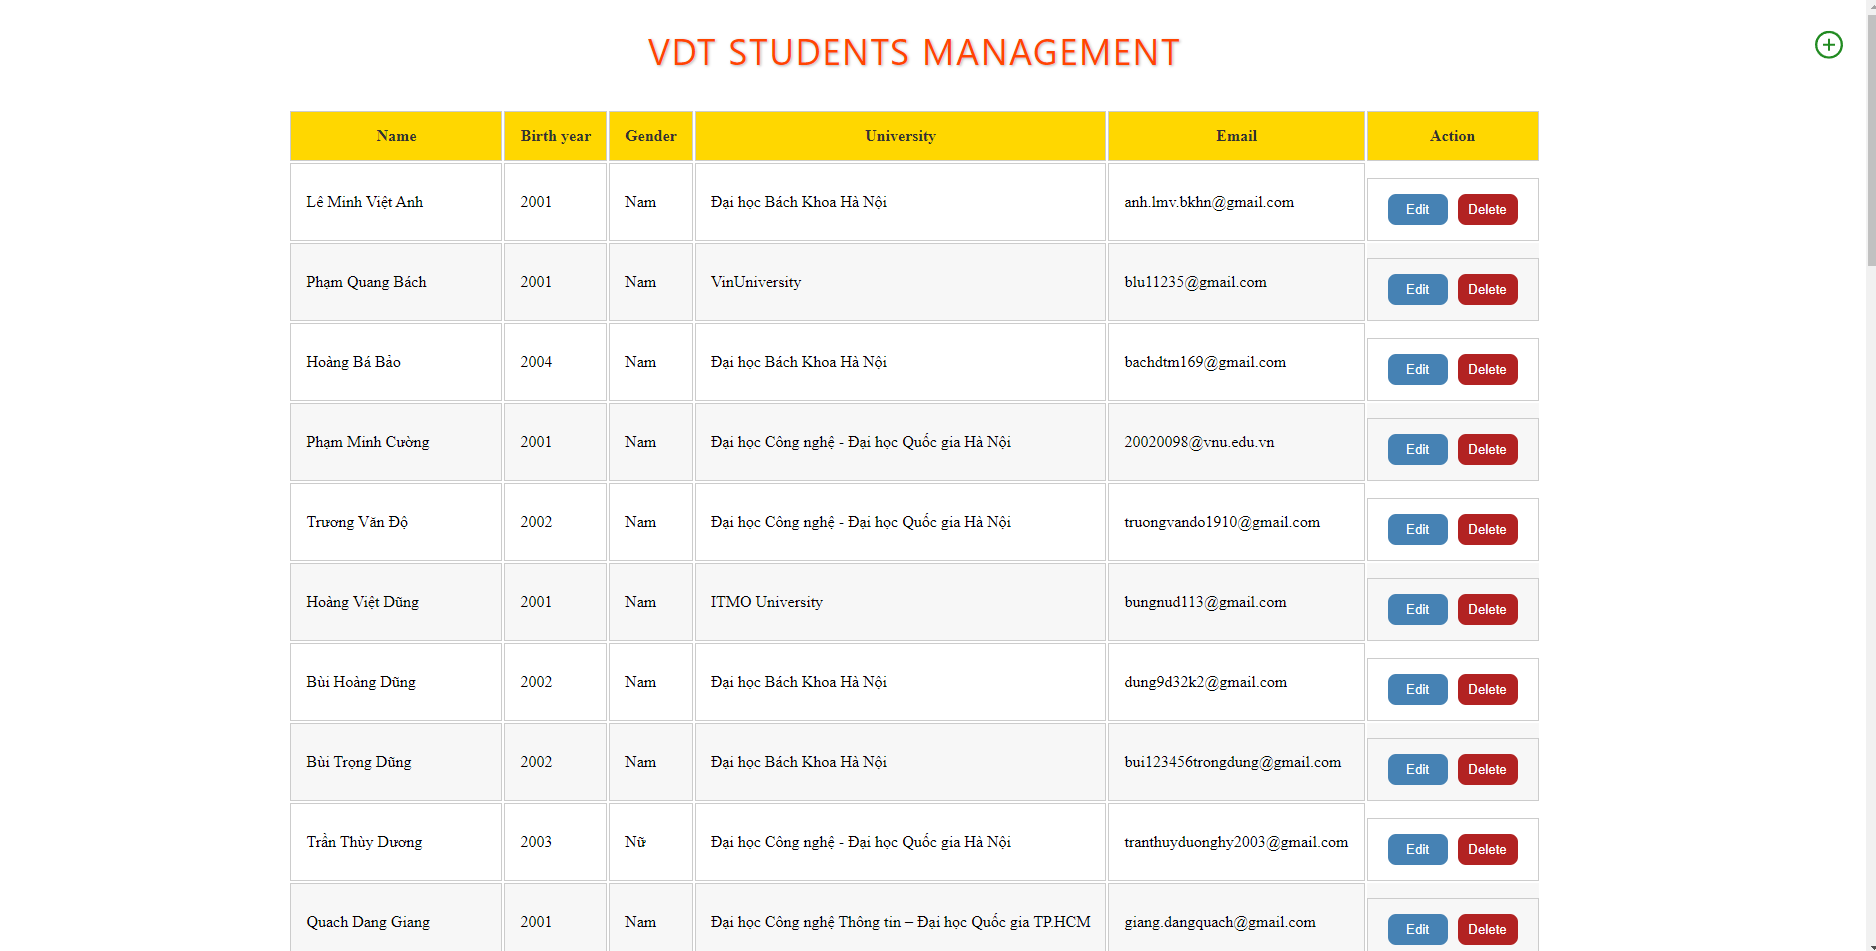 VDT STUDENTS MANAGEMENT
Name Birth year Gender University Email Action
Lê Minh Việt Anh 2001 Nam Đại học Bách Khoa Hà Nội anh.lmv.bkhn@gmail.com Edit Delete
Phạm Quang Bách 2001 Nam VinUniversity blu11235@gmail.com Edit Delete
Hoàng Bá Bảo 2004 Nam Đại học Bách Khoa Hà Nội bachdtm169@gmail.com Edit Delete
Phạm Minh Cường 2001 Nam Đại học Công nghệ - Đại học Quốc gia Hà Nội 20020098@vnu.edu.vn Edit Delete
Trương Văn Độ 2002 Nam Đại học Công nghệ - Đại học Quốc gia Hà Nội truongvando1910@gmail.com Edit Delete
Hoàng Việt Dũng 2001 Nam ITMO University bungnud113@gmail.com Edit Delete
Bùi Hoàng Dũng 2002 Nam Đại học Bách Khoa Hà Nội dung9d32k2@gmail.com Edit Delete
Bùi Trọng Dũng 2002 Nam Đại học Bách Khoa Hà Nội bui123456trongdung@gmail.com Edit Delete
Trần Thùy Dương 2003 Nữ Đại học Công nghệ - Đại học Quốc gia Hà Nội tranthuyduonghy2003@gmail.com Edit Delete
Quach Dang Giang 2001 Nam Đại học Công nghệ Thông tin – Đại học Quốc gia TP.HCM giang.dangquach@gmail.com Edit Delete